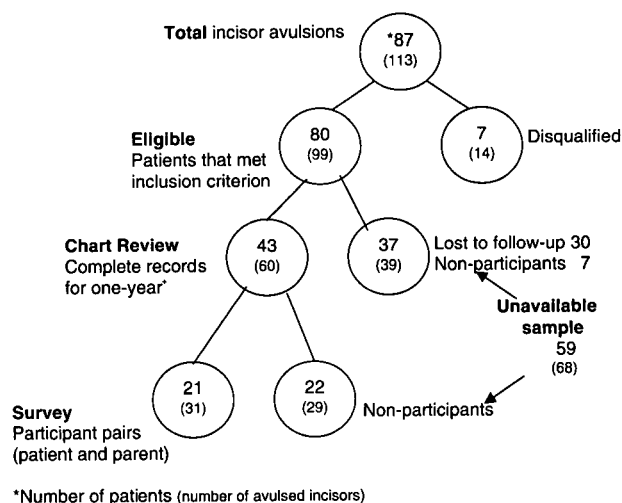 Total incisor avulsions
*87
(113)
Eligible
Patients that met
inclusion criterion
80
(99)
7
(14)
Disqualified
Chart Review
Complete records
for one-year+
43
(60)
37
(39)
Lost to follow-up 30
Non-participants 7
Unavailable
sample
59
(68)
Survey
Participant pairs
(patient and parent)
21
(31)
22
(29)
Non-participants
*Number of patients (number of avulsed incisors)